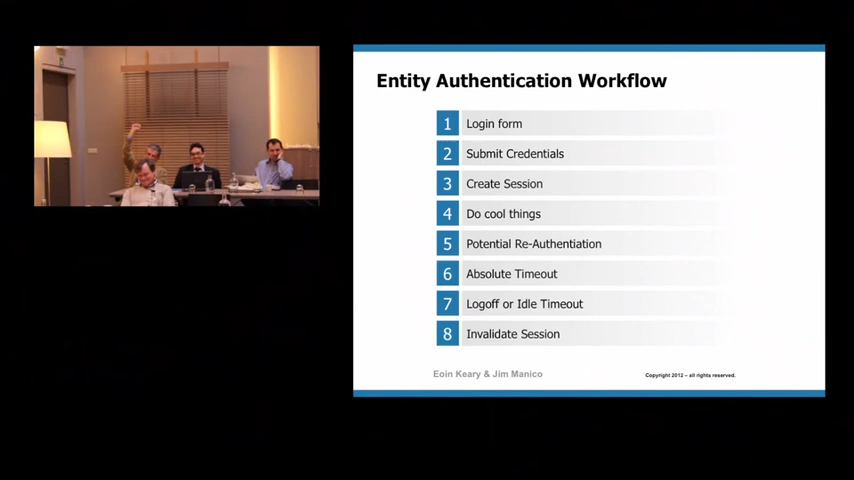 Entity Authentication Workflow
1 Login form
2 Submit Credentials
3 Create Session
4 Do cool things
5 Potential Re-Authentiation
6 Absolute Timeout
7 Logoff or Idle Timeout
8 Invalidate Session
Eoin Keary & Jim Manico
Copyright 2012 – all rights reserved.